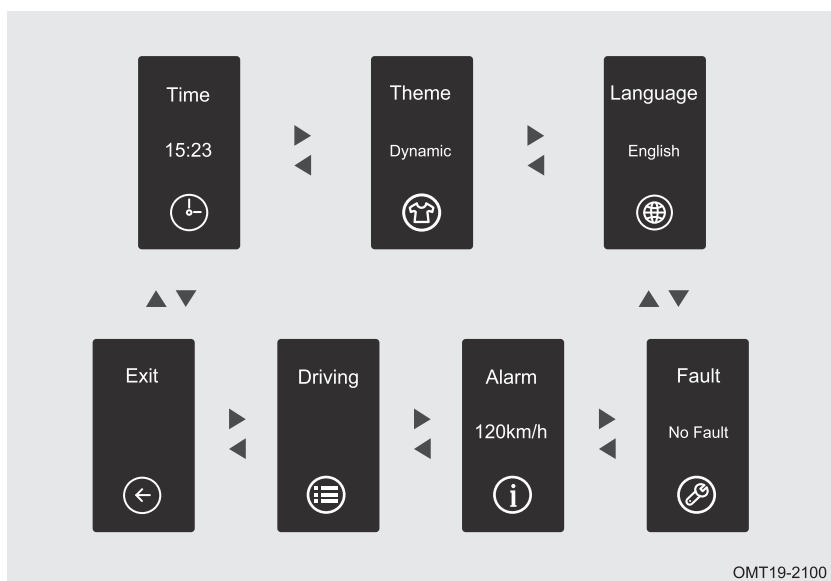 Time
15:23
Theme
Dynamic
Language
English
Exit
Driving
Alarm
120km/h
i
Fault
No Fault
OMT19-2100